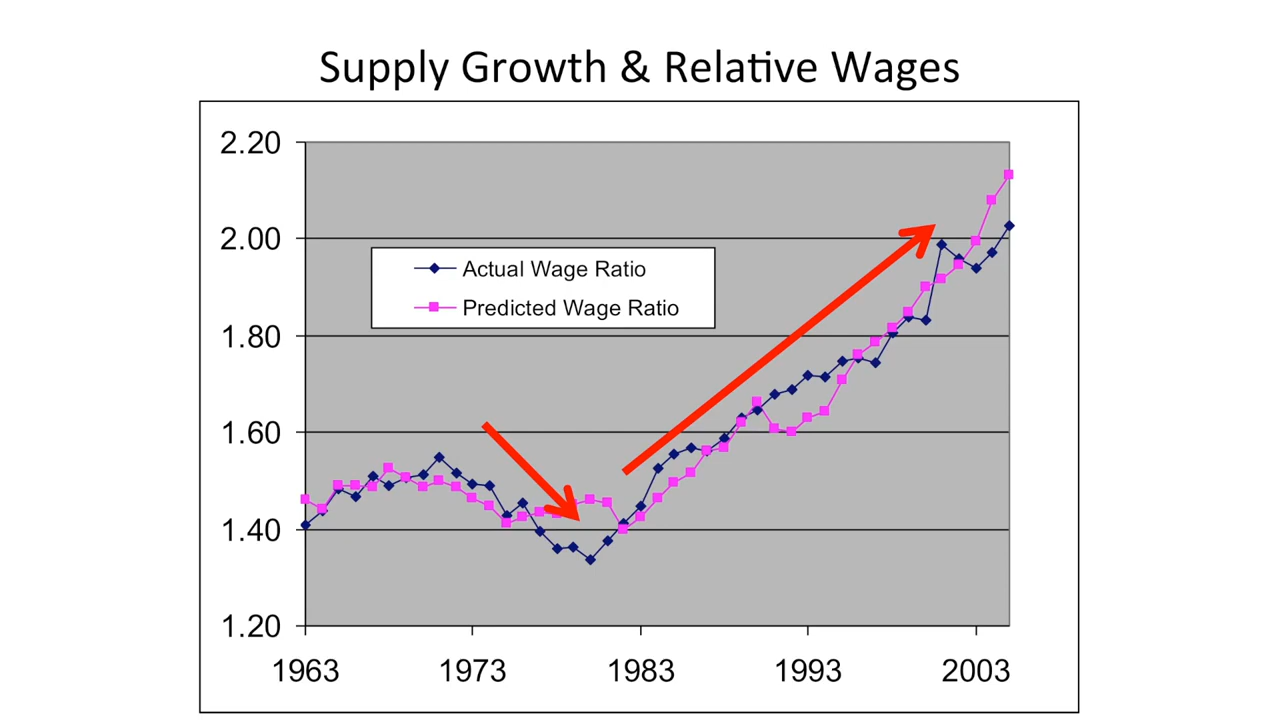 Supply Growth & Relative Wages
2.20
2.00
1.80
1.60
1.40
1.20
Actual Wage Ratio
Predicted Wage Ratio
1963 1973 1983 1993 2003